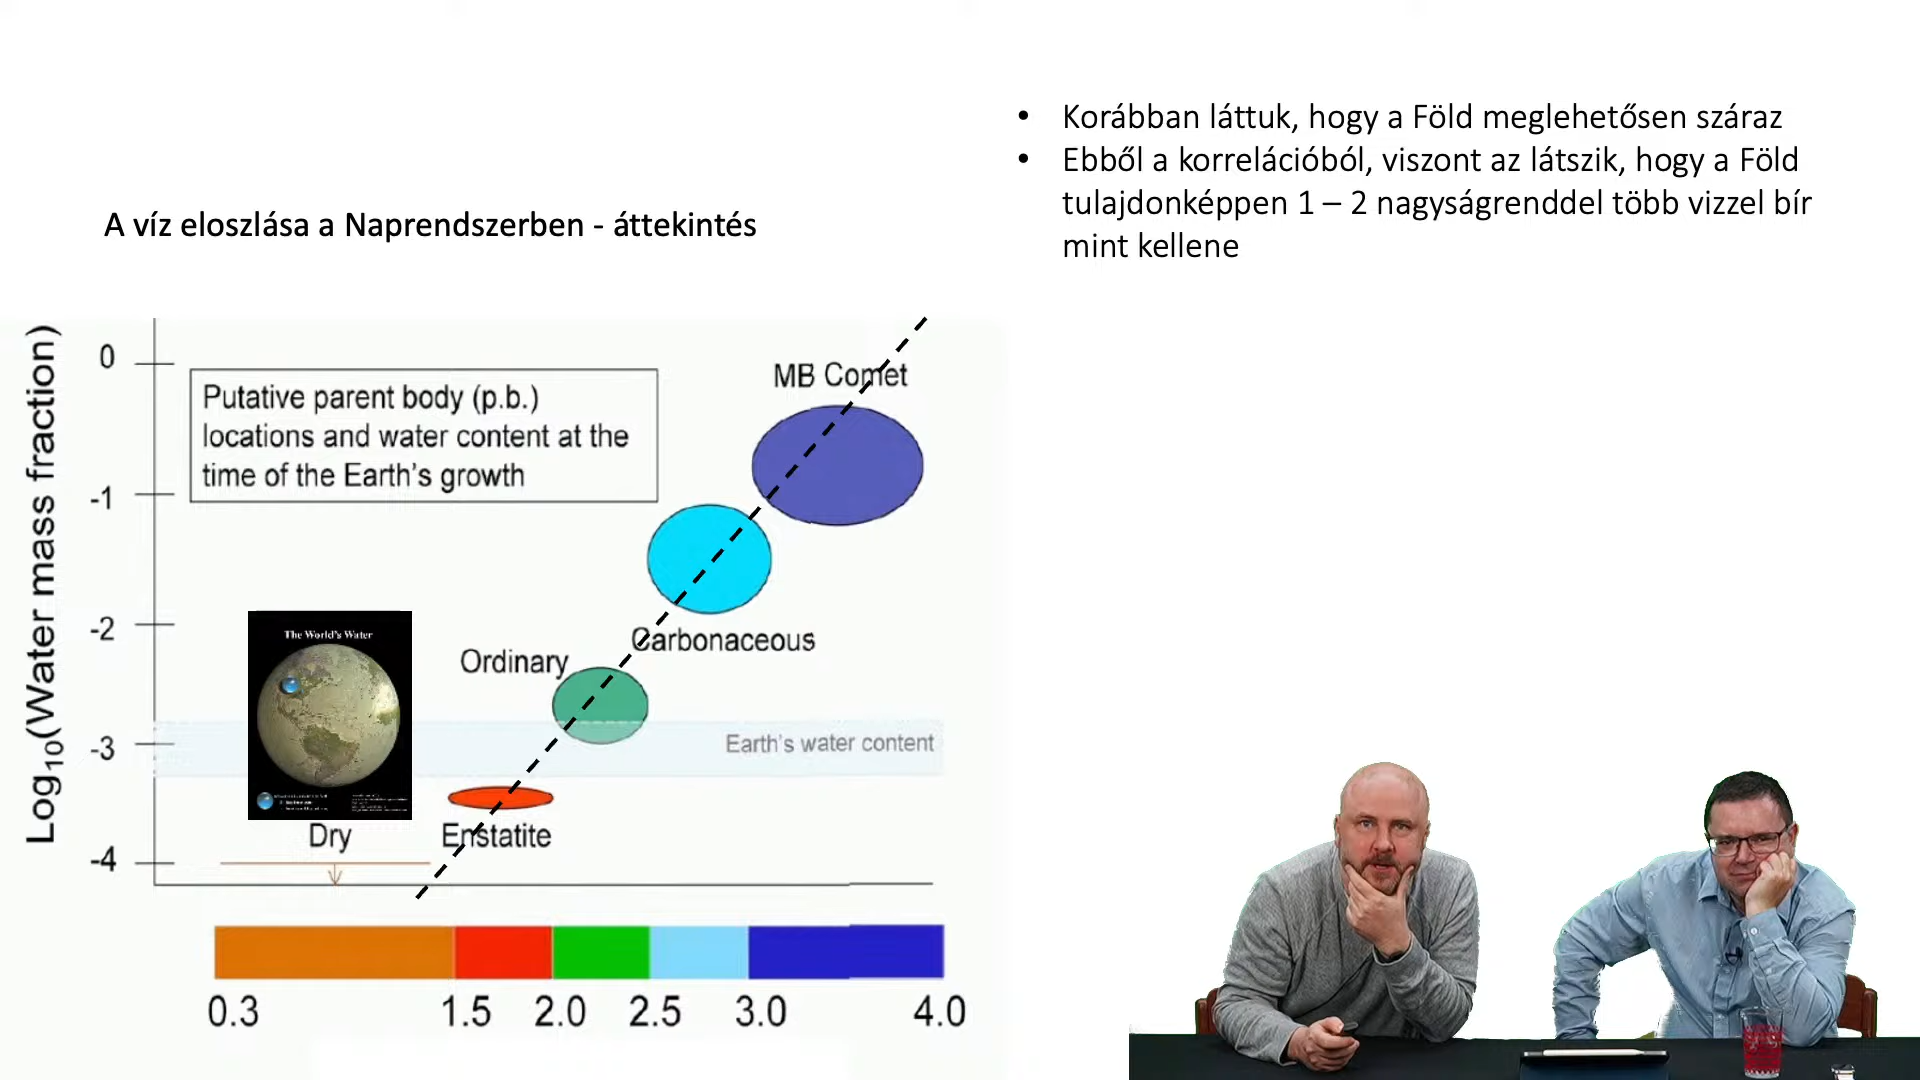 • Korábban láttuk, hogy a Föld meglehetősen száraz
• Ebből a korrelációból, viszont az látszik, hogy a Föld
tulajdonképpen 1 – 2 nagyságrenddel több vizzel bír
mint kellene
A víz eloszlása a Naprendszerben - áttekintés
Log10(Water mass fraction)
0
-1
-2
-3
-4
Putative parent body (p.b.)
locations and water content at the
time of the Earth's growth
MB Comet
Carbonaceous
Ordinary
The World's Water
Earth's water content
Dry
Enstatite
0.3
1.5
2.0
2.5
3.0
4.0